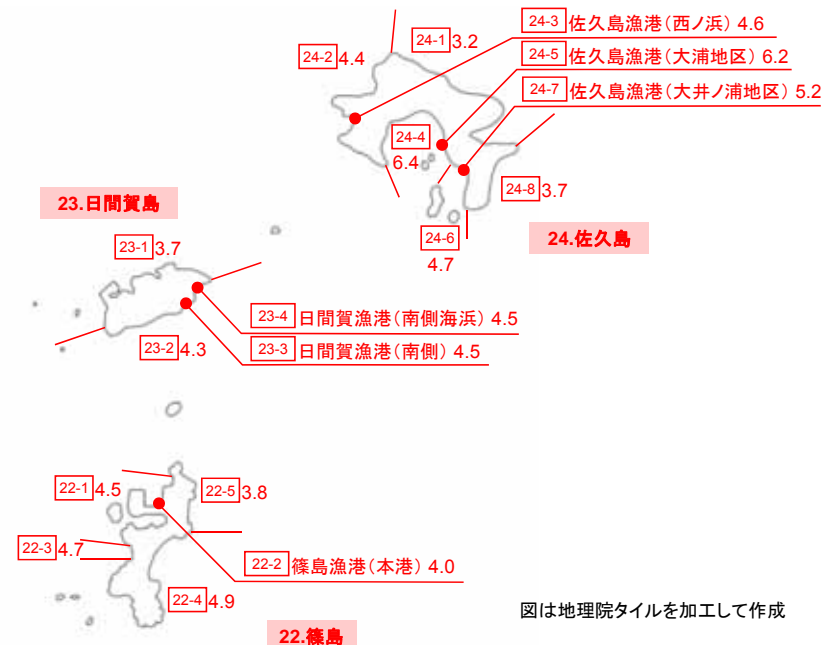 24-3 佐久島漁港(西ノ浜) 4.6
24-1 3.2
24-2 4.4
24-5 佐久島漁港(大浦地区) 6.2
24-7 佐久島漁港(大井ノ浦地区) 5.2
24-4
6.4
24-8 3.7
23.日間賀島
24-6
4.7
24.佐久島
23-1 3.7
23-4 日間賀漁港(南側海浜) 4.5
23-2 4.3
23-3 日間賀漁港(南側) 4.5
22-1 4.5
22-5 3.8
22-3 4.7
22-2 篠島漁港(本港) 4.0
22-4 4.9
図は地理院タイルを加工して作成
22.篠島